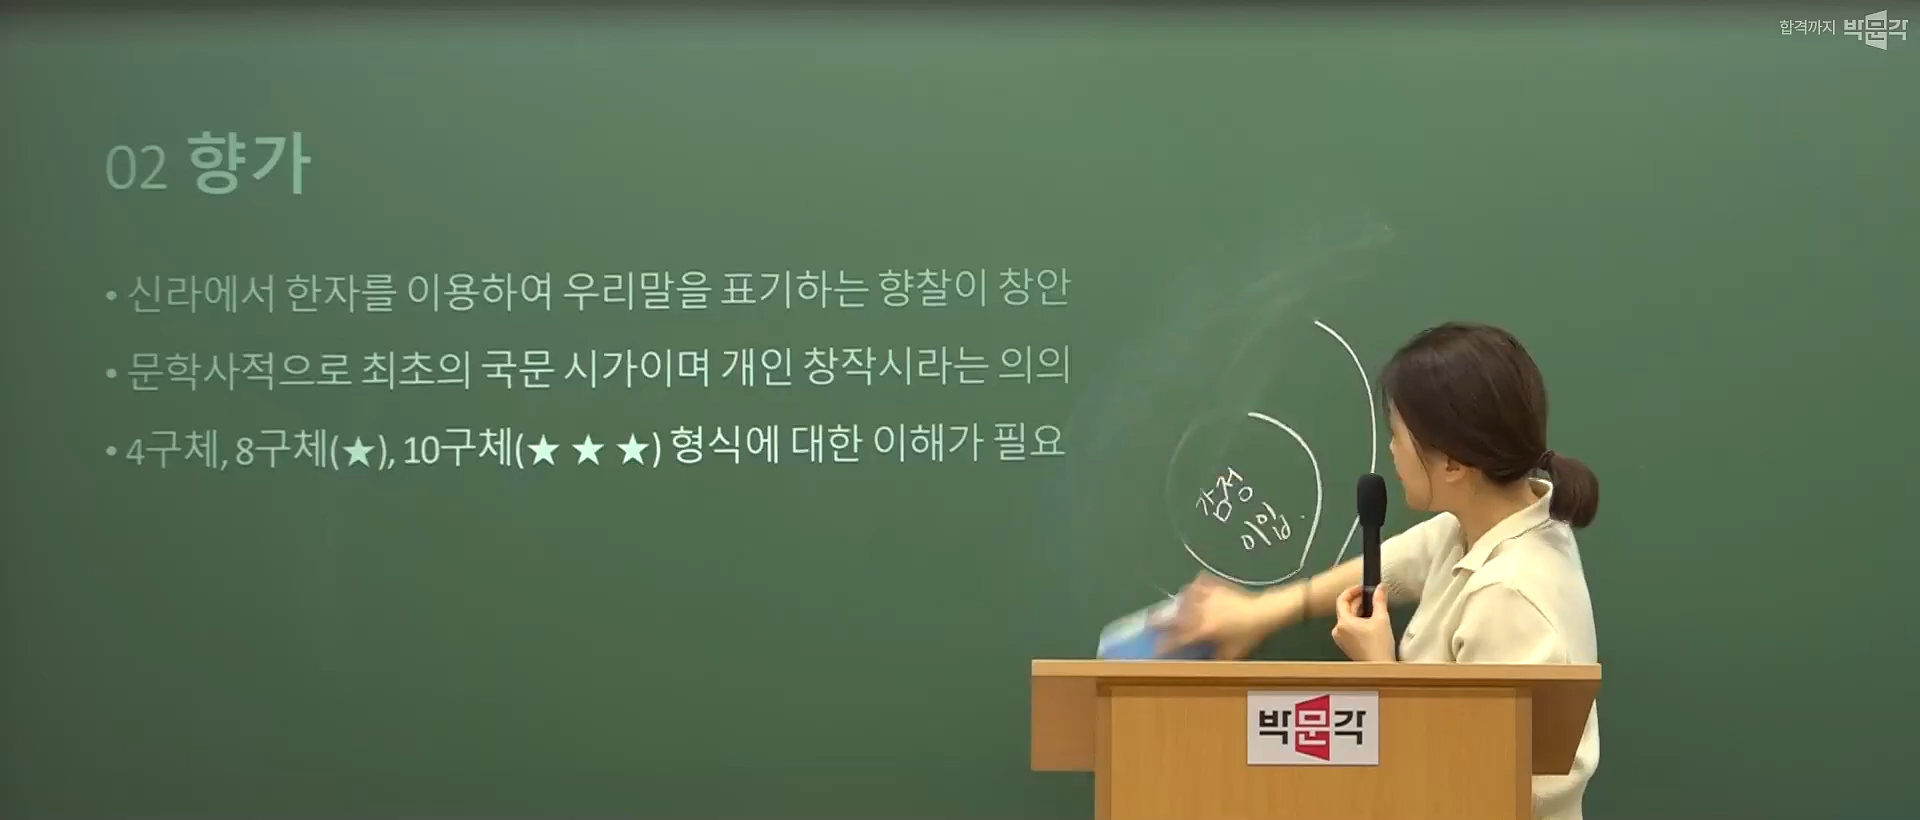 합격까지 박문각
02 향가
• 신라에서 한자를 이용하여 우리말을 표기하는 향찰이 창안
• 문학사적으로 최초의 국문 시가이며 개인 창작시라는 의의
• 4구체, 8구체(★), 10구체(★ ★ ★) 형식에 대한 이해가 필요
감정
이입.
박문각